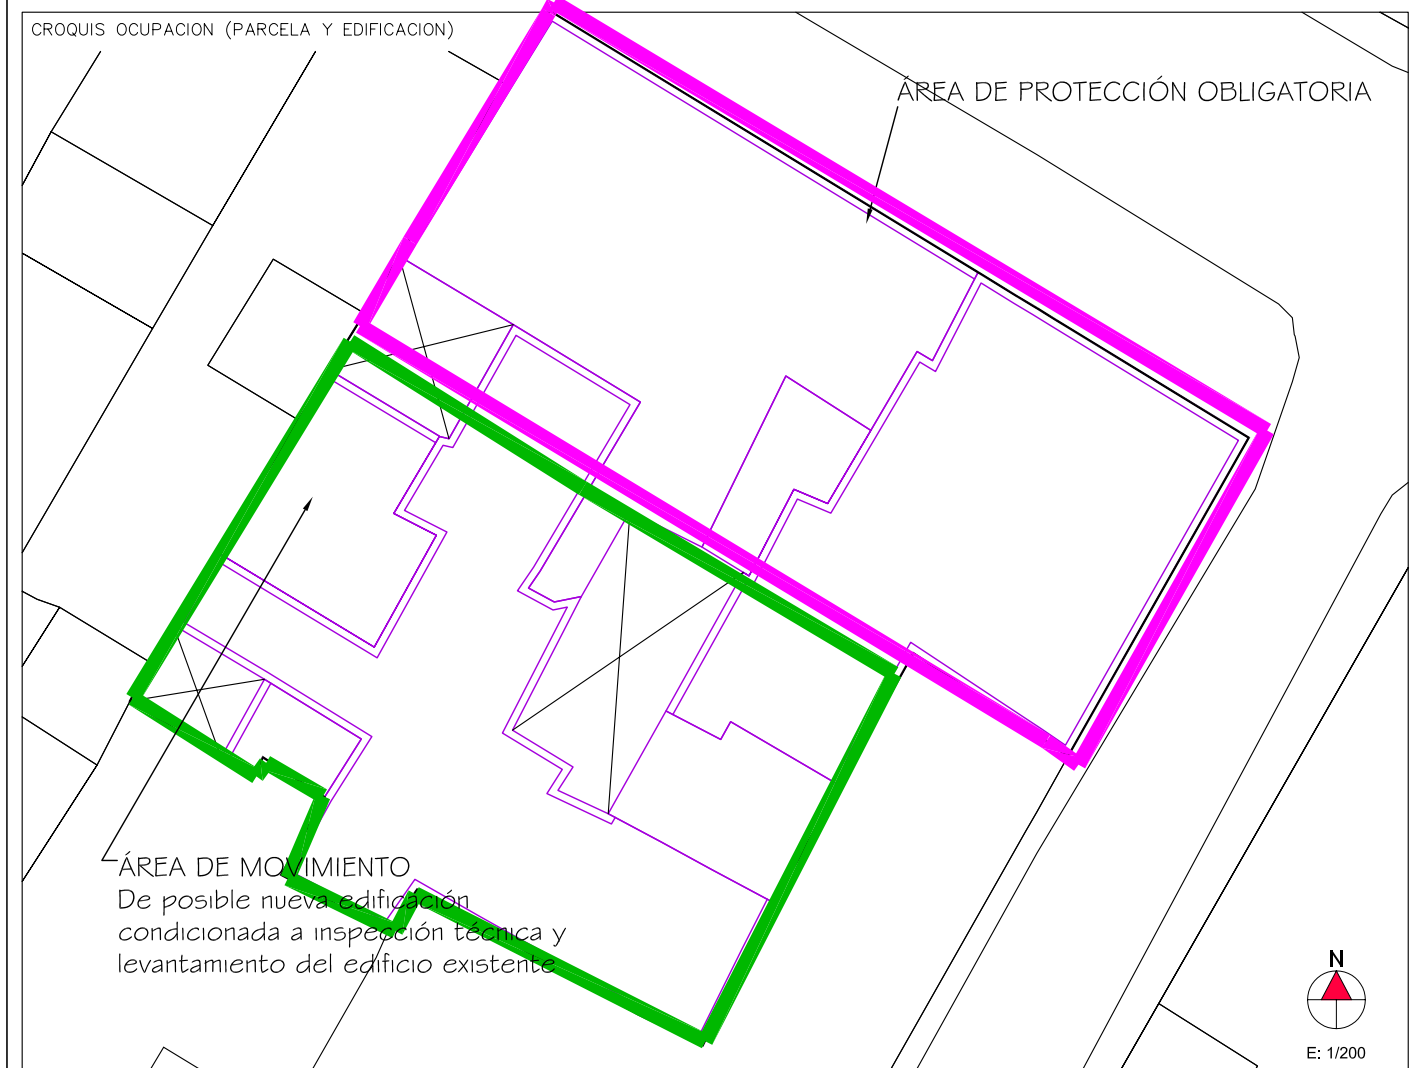 CROQUIS OCUPACION (PARCELA Y EDIFICACION)
ÁREA DE PROTECCIÓN OBLIGATORIA
ÁREA DE MOVIMIENTO
De posible nueva edificación
condicionada a inspección técnica y
levantamiento del edificio existente
N
E: 1/200